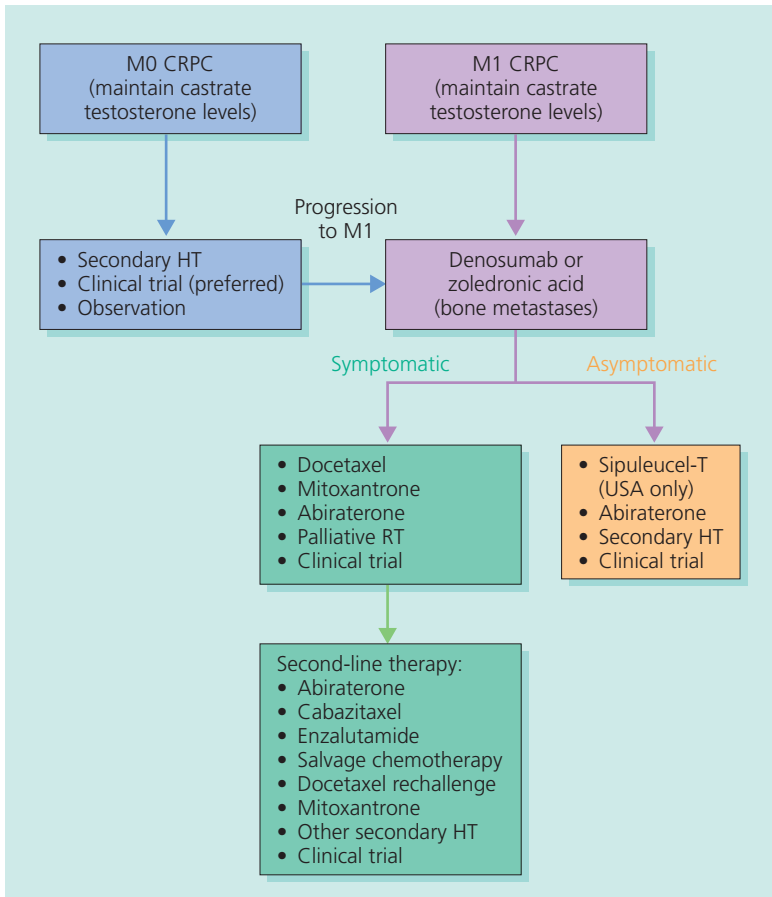 M0 CRPC
(maintain castrate
testosterone levels)
M1 CRPC
(maintain castrate
testosterone levels)
• Secondary HT
• Clinical trial (preferred)
• Observation
Progression
to M1
Denosumab or
zoledronic acid
(bone metastases)
Symptomatic
Asymptomatic
• Docetaxel
• Mitoxantrone
• Abiraterone
• Palliative RT
• Clinical trial
• Sipuleucel-T
(USA only)
• Abiraterone
• Secondary HT
• Clinical trial
Second-line therapy:
• Abiraterone
• Cabazitaxel
• Enzalutamide
• Salvage chemotherapy
• Docetaxel rechallenge
• Mitoxantrone
• Other secondary HT
• Clinical trial